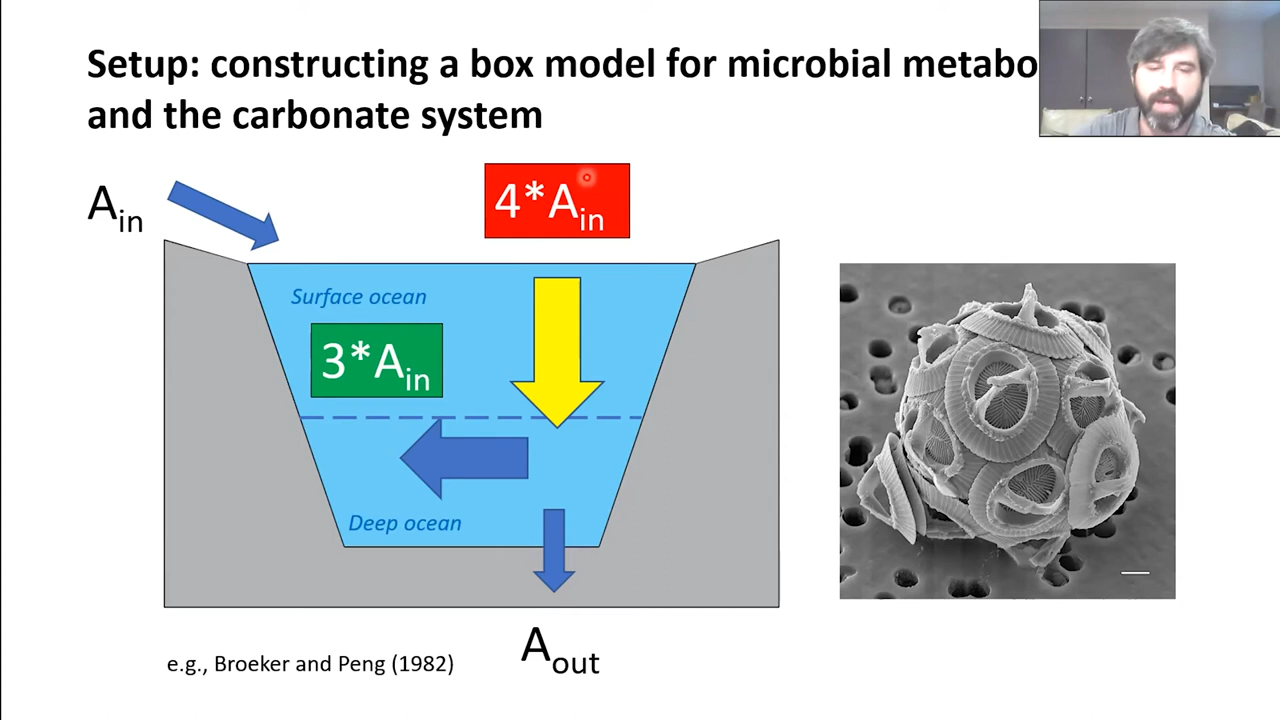 Setup: constructing a box model for microbial metabo
and the carbonate system
A_in
4*A_in
Surface ocean
3*A_in
Deep ocean
A_out
e.g., Broeker and Peng (1982)